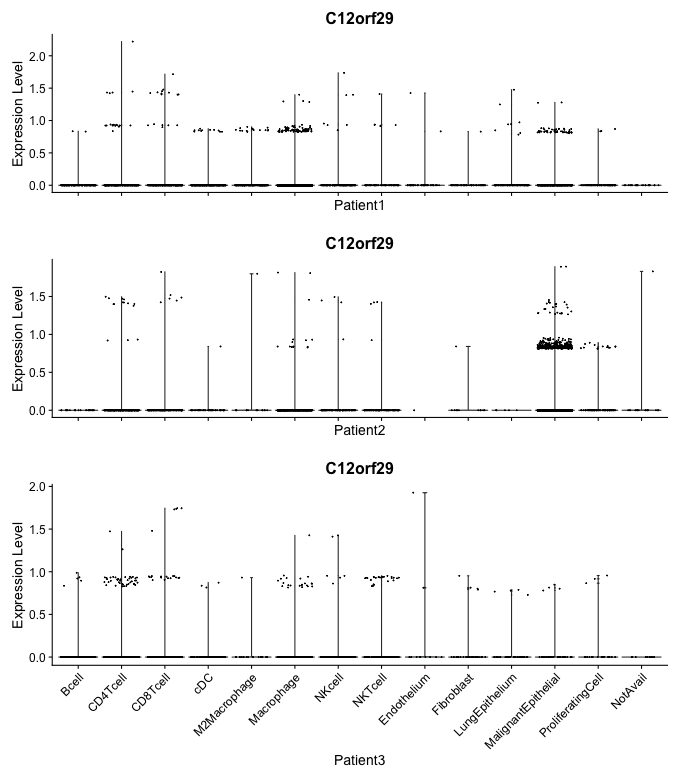 C12orf29
Expression Level
2.0
1.5
1.0
0.5
0.0
Patient1
C12orf29
Expression Level
1.5
1.0
0.5
0.0
Patient2
C12orf29
Expression Level
2.0
1.5
1.0
0.5
0.0
Bcell
CD4Tcell
CD8Tcell
cDC
M2Macrophage
Macrophage
NKcell
NKTcell
Endothelium
Fibroblast
LungEpithelium
MalignantEpithelial
ProliferatingCell
NotAvail
Patient3